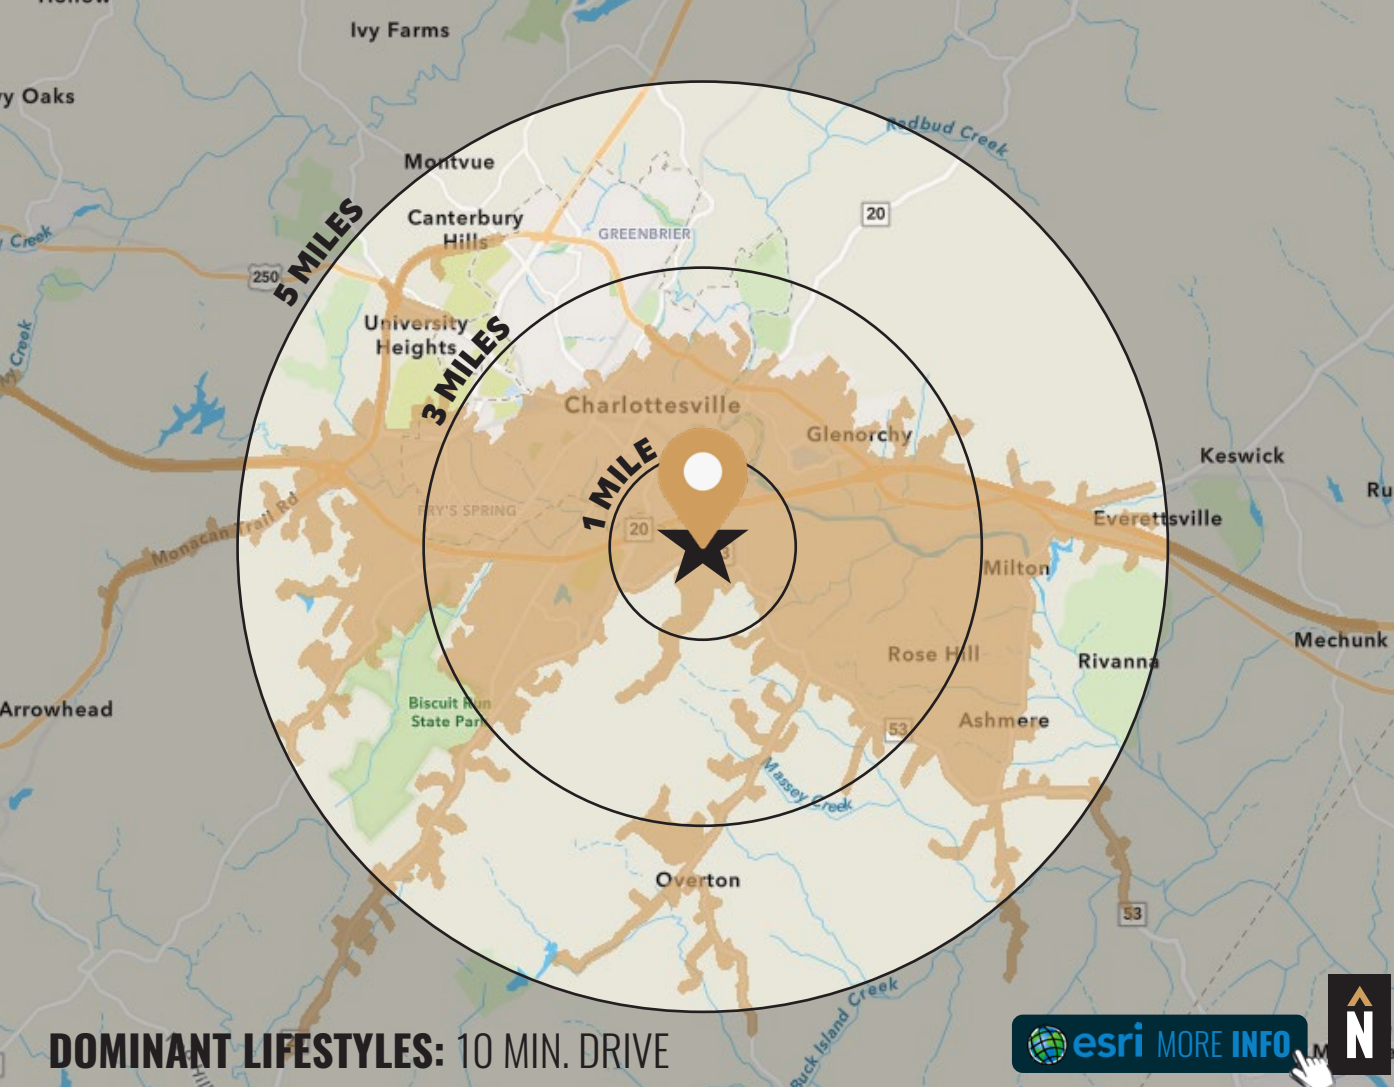 Ivy Farms
Oaks
Redbud Creek
Montvue
5 MILES
Canterbury
Hills
20
GREENBRIER
Creek
250
University
Heights
3 MILES
Creek
Charlottesville
Glenorchy
1 MILE
Keswick
Ru
FRY'S SPRING
20
Everettsville
Monacan Trail Rd
Milton
Mechunk
Rose Hill
Rivanna
Arrowhead
Biscuit Run
State Park
53
Ashmere
Massey Creek
Overton
53
Buck Island Creek
DOMINANT LIFESTYLES: 10 MIN. DRIVE
esri MORE INFO
N